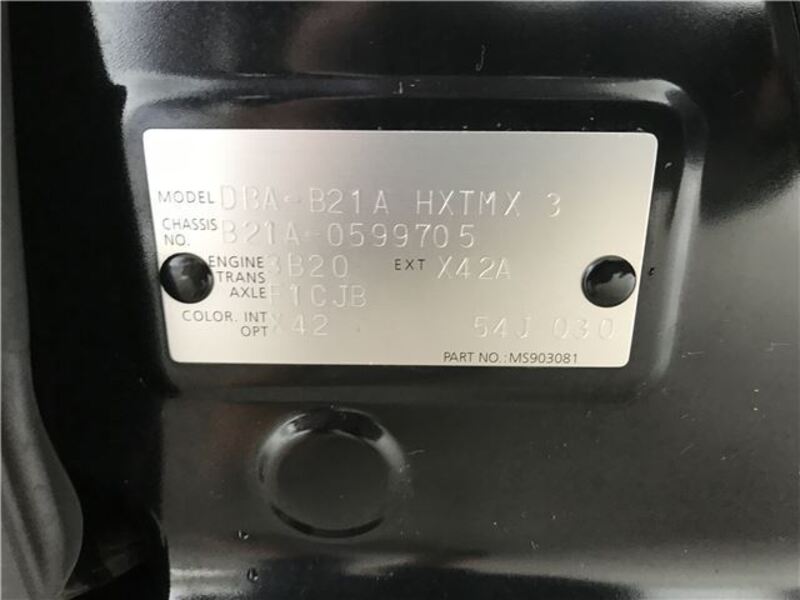 MODEL DBA-B21A HXTMX 3
CHASSIS NO. B21A-0599705
ENGINE 3B20 EXT X42A
TRANS AXLE F1CJB
COLOR. INT OPT X42 54J 030
PART NO.: MS903081